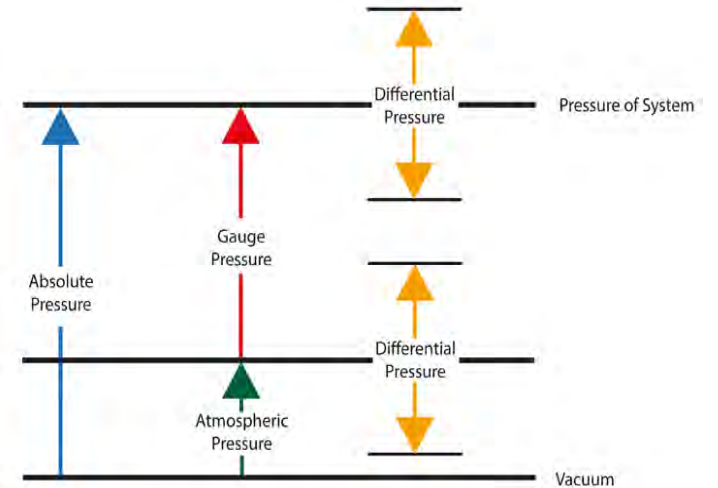 Differential
Pressure
Pressure of System
Gauge
Pressure
Absolute
Pressure
Differential
Pressure
Atmospheric
Pressure
Vacuum